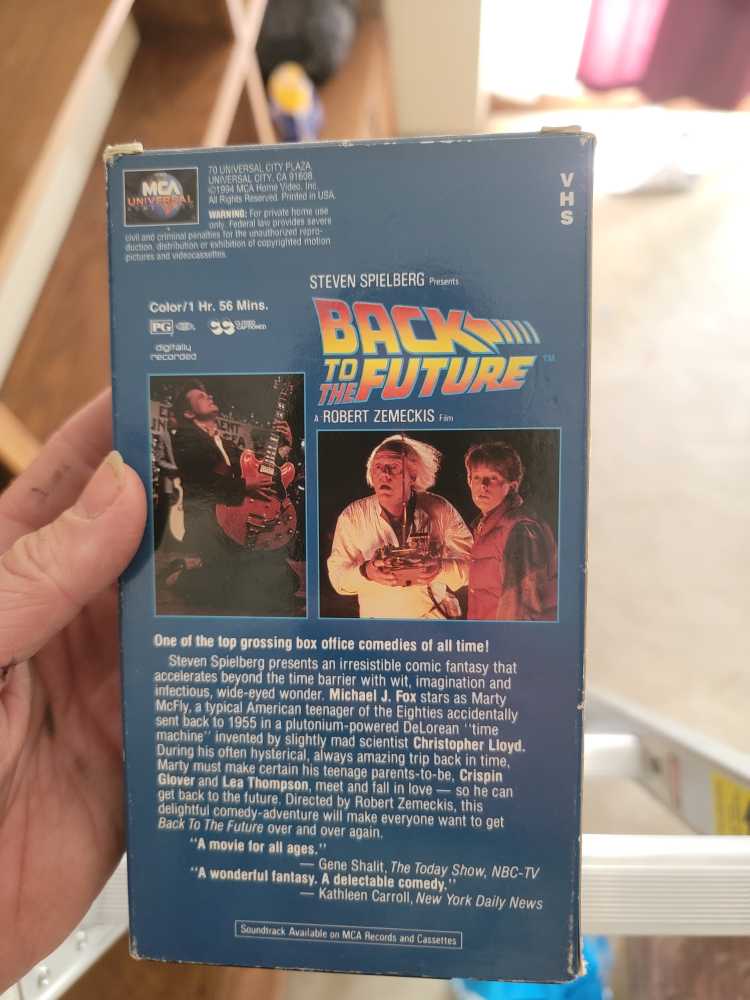 MCA
UNIVERSAL
70 UNIVERSAL CITY PLAZA
UNIVERSAL CITY, CA 91608
©1994 MCA Home Video, Inc.
All Rights Reserved. Printed in USA.
WARNING: For private home use
only. Federal law provides severe
civil and criminal penalties for the unauthorized repro-
duction, distribution or exhibition of copyrighted motion
pictures and videocassettes.
VHS
STEVEN SPIELBERG Presents
Color/1 Hr. 56 Mins.
PG
CLOSED
CAPTIONED
digitally
recorded
BACK
TO
THE FUTURE™
A ROBERT ZEMECKIS Film
One of the top grossing box office comedies of all time!
Steven Spielberg presents an irresistible comic fantasy that
accelerates beyond the time barrier with wit, imagination and
infectious, wide-eyed wonder. Michael J. Fox stars as Marty
McFly, a typical American teenager of the Eighties accidentally
sent back to 1955 in a plutonium-powered DeLorean "time
machine" invented by slightly mad scientist Christopher Lloyd.
During his often hysterical, always amazing trip back in time,
Marty must make certain his teenage parents-to-be, Crispin
Glover and Lea Thompson, meet and fall in love — so he can
get back to the future. Directed by Robert Zemeckis, this
delightful comedy-adventure will make everyone want to get
Back To The Future over and over again.
"A movie for all ages."
— Gene Shalit, The Today Show, NBC-TV
"A wonderful fantasy. A delectable comedy."
— Kathleen Carroll, New York Daily News
Soundtrack Available on MCA Records and Cassettes